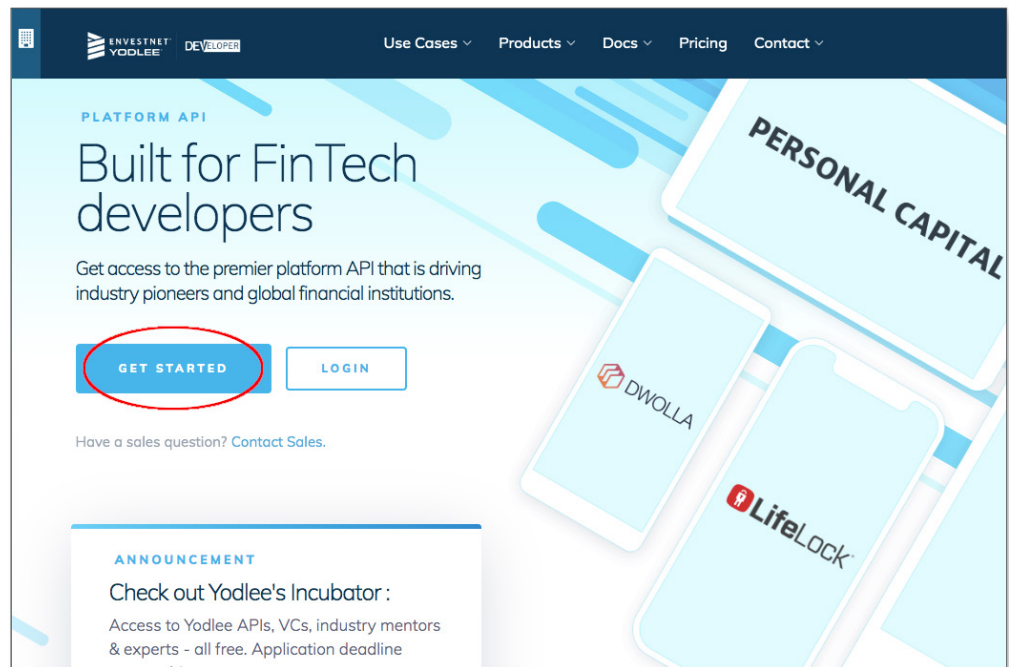 ENVESTNET
YODLEE
DEVELOPER
Use Cases
Products
Docs
Pricing
Contact
PLATFORM API
Built for FinTech
developers
Get access to the premier platform API that is driving
industry pioneers and global financial institutions.
GET STARTED
LOGIN
Have a sales question? Contact Sales.
PERSONAL CAPITAL
DWOLLA
LifeLock
ANNOUNCEMENT
Check out Yodlee's Incubator :
Access to Yodlee APIs, VCs, industry mentors
& experts - all free. Application deadline